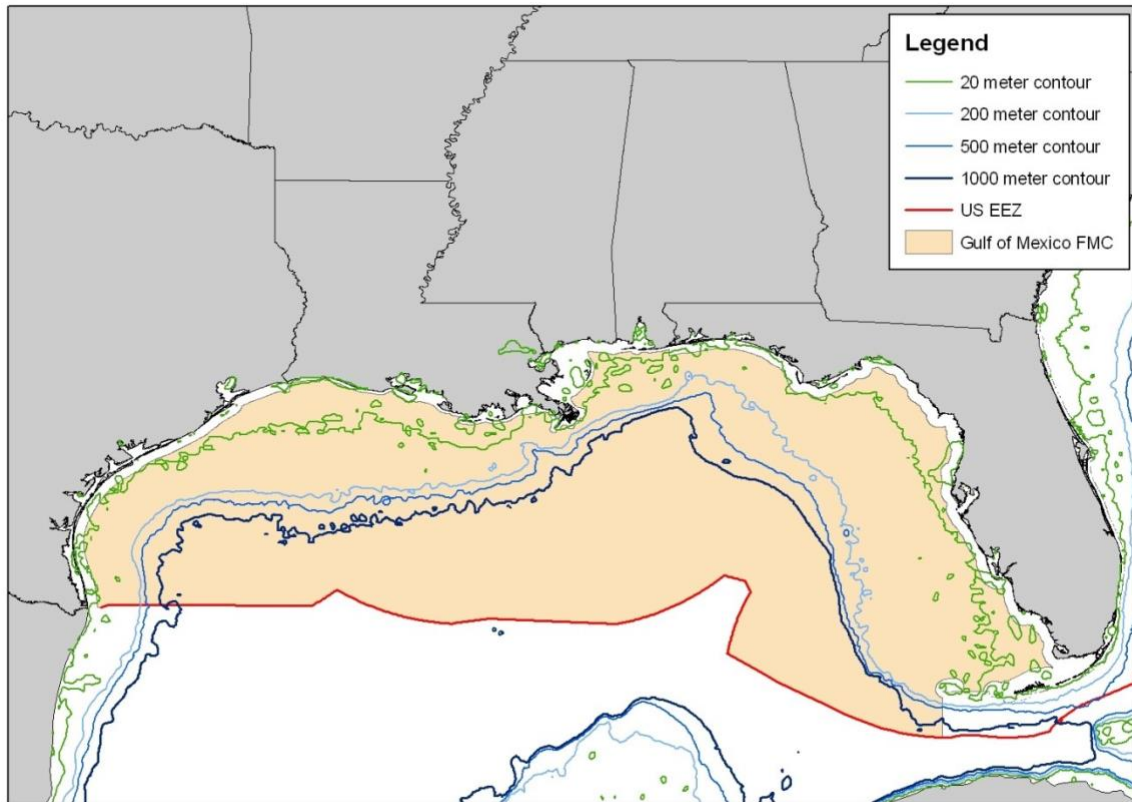 Legend
20 meter contour
200 meter contour
500 meter contour
1000 meter contour
US EEZ
Gulf of Mexico FMC